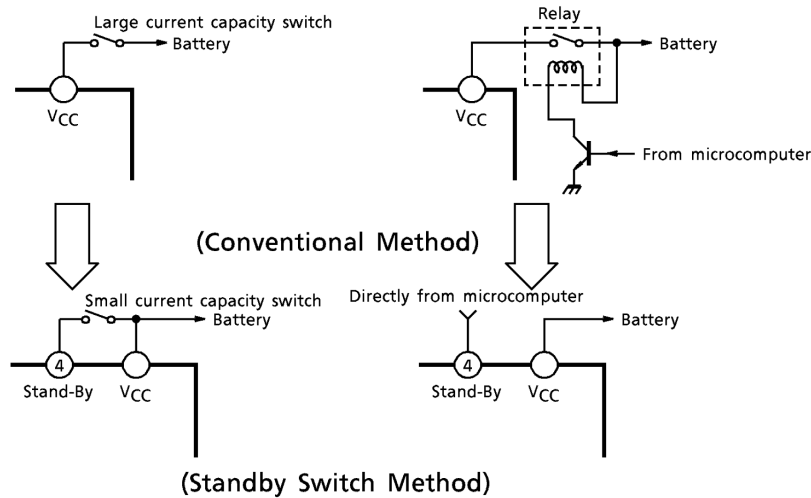 Large current capacity switch
Battery
VCC
Relay
Battery
VCC
From microcomputer
(Conventional Method)
Small current capacity switch
Battery
4
Stand-By
VCC
Directly from microcomputer
Battery
4
Stand-By
VCC
(Standby Switch Method)